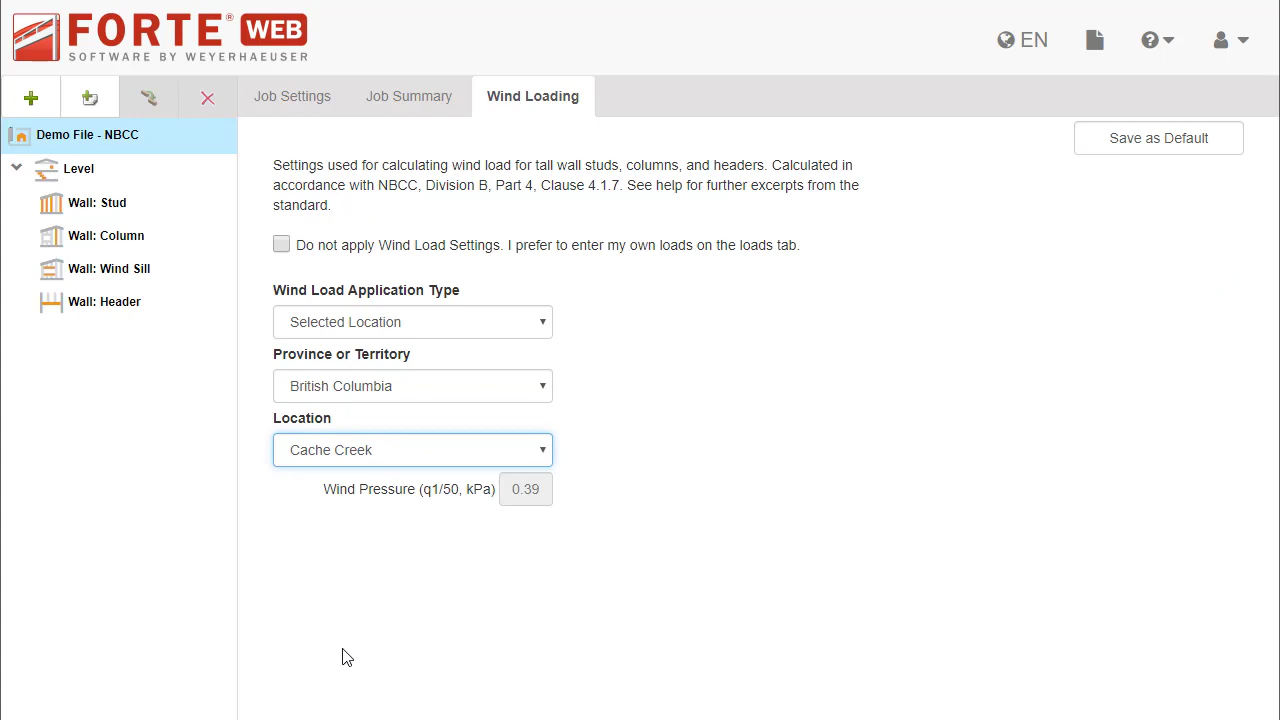 FORTE® WEB
SOFTWARE BY WEYERHAEUSER
EN
Job Settings
Job Summary
Wind Loading
Demo File - NBCC
Level
Wall: Stud
Wall: Column
Wall: Wind Sill
Wall: Header
Save as Default
Settings used for calculating wind load for tall wall studs, columns, and headers. Calculated in
accordance with NBCC, Division B, Part 4, Clause 4.1.7. See help for further excerpts from the
standard.
Do not apply Wind Load Settings. I prefer to enter my own loads on the loads tab.
Wind Load Application Type
Selected Location
Province or Territory
British Columbia
Location
Cache Creek
Wind Pressure (q1/50, kPa) 0.39